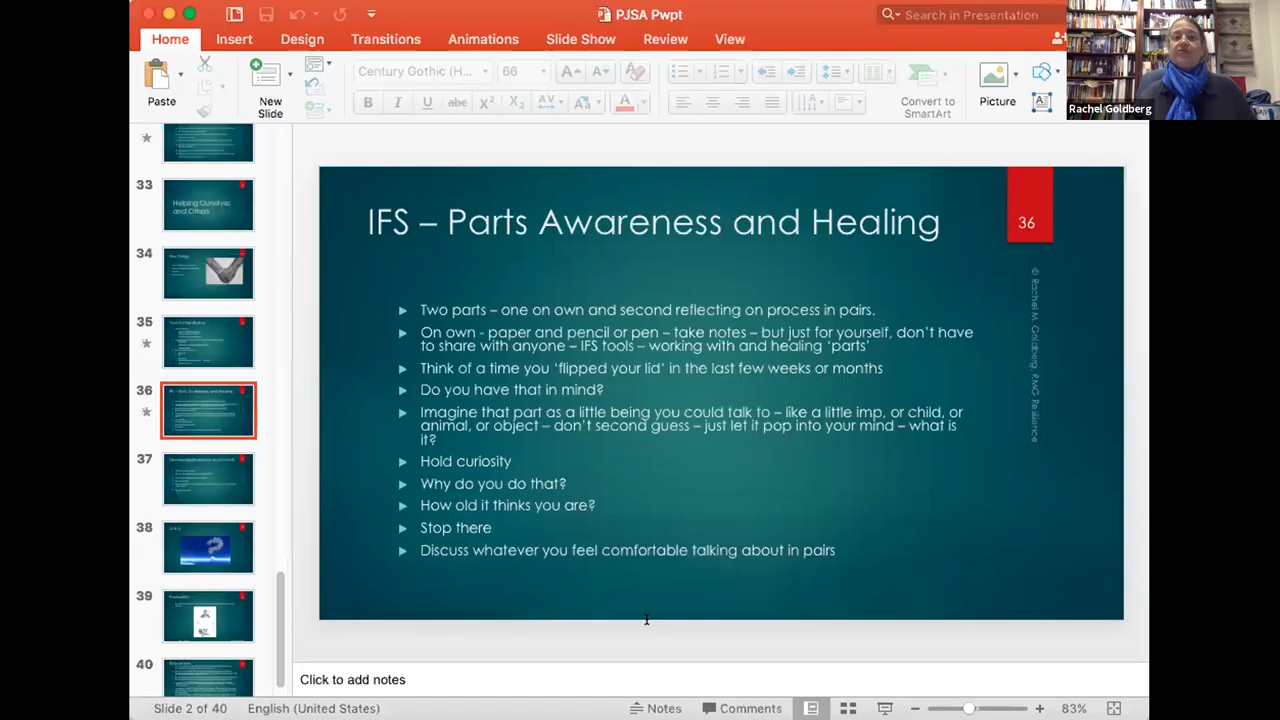 PJSA Pwpt
Search in Presentation
Home
Insert
Design
Transitions
Animations
Slide Show
Review
View
Paste
New
Slide
Century Gothic (H...
66
Convert to
SmartArt
Picture
Rachel Goldberg
33
Helping Ourselves
and Others
34
35
36
37
38
39
40
IFS – Parts Awareness and Healing
36
© Rachel M. Goldberg, RMG Resilience
Two parts – one on own and second reflecting on process in pairs.
On own - paper and pencil or pen – take notes – but just for yourself, don't have
to share with anyone – IFS tools – working with and healing 'parts'
Think of a time you 'flipped your lid' in the last few weeks or months
Do you have that in mind?
Imagine that part as a little being you could talk to – like a little imp, or child, or
animal, or object – don't second guess – just let it pop into your mind – what is
it?
Hold curiosity
Why do you do that?
How old it thinks you are?
Stop there
Discuss whatever you feel comfortable talking about in pairs
Click to add notes
Slide 2 of 40
English (United States)
Notes
Comments
83%